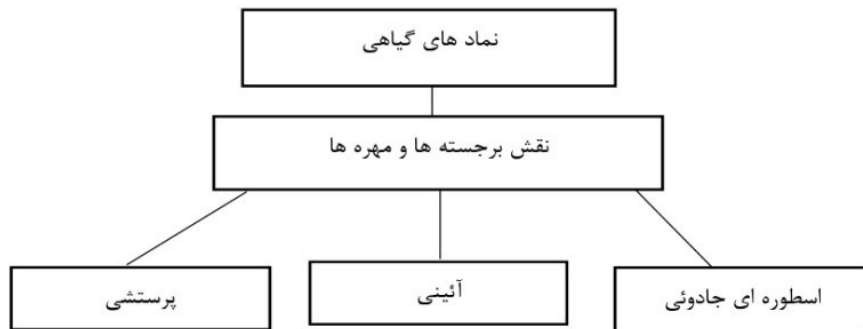 نماد های گیاهی
نقش برجسته ها و مهره ها
اسطوره ای جادوئی
آئینی
پرستشی